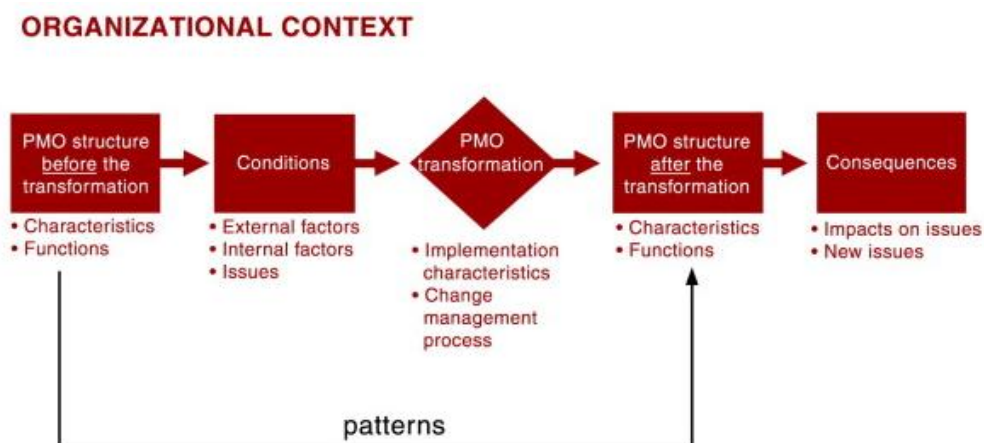 ORGANIZATIONAL CONTEXT
PMO structure
before the
transformation
• Characteristics
• Functions
Conditions
• External factors
• Internal factors
• Issues
PMO
transformation
• Implementation
characteristics
• Change
management
process
PMO structure
after the
transformation
• Characteristics
• Functions
Consequences
• Impacts on issues
• New issues
patterns